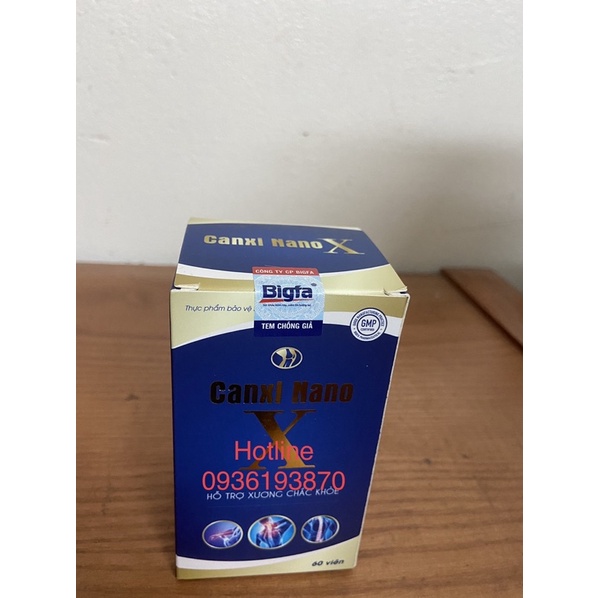 Canxi Nano X
CÔNG TY CP BIGFA
Bigfa®
TEM CHỐNG GIẢ
Thực phẩm bảo vệ
GMP
Canxi Nano
X
Hotline
0936193870
HỖ TRỢ XƯƠNG CHẮC KHỎE
60 viên